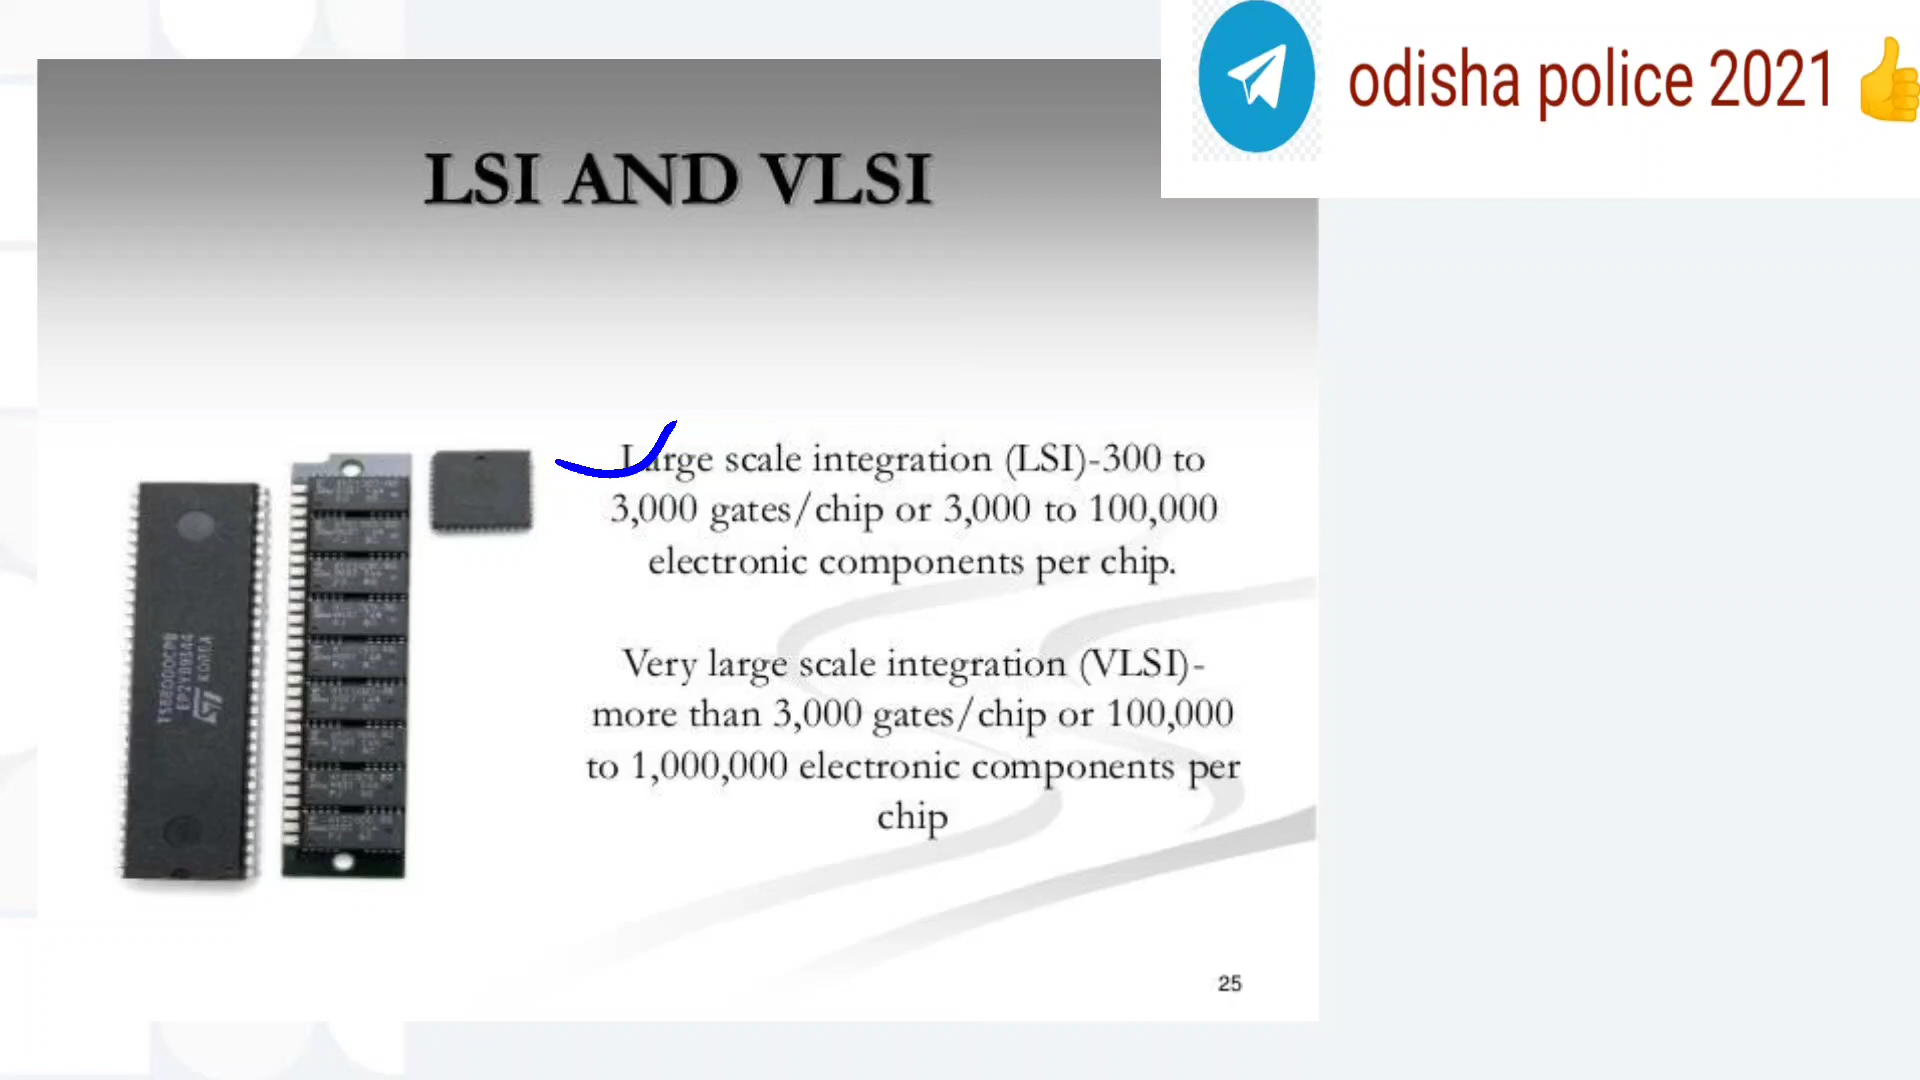 odisha police 2021
LSI AND VLSI
Large scale integration (LSI)-300 to
3,000 gates/chip or 3,000 to 100,000
electronic components per chip.
Very large scale integration (VLSI)-
more than 3,000 gates/chip or 100,000
to 1,000,000 electronic components per
chip
KOREA
25